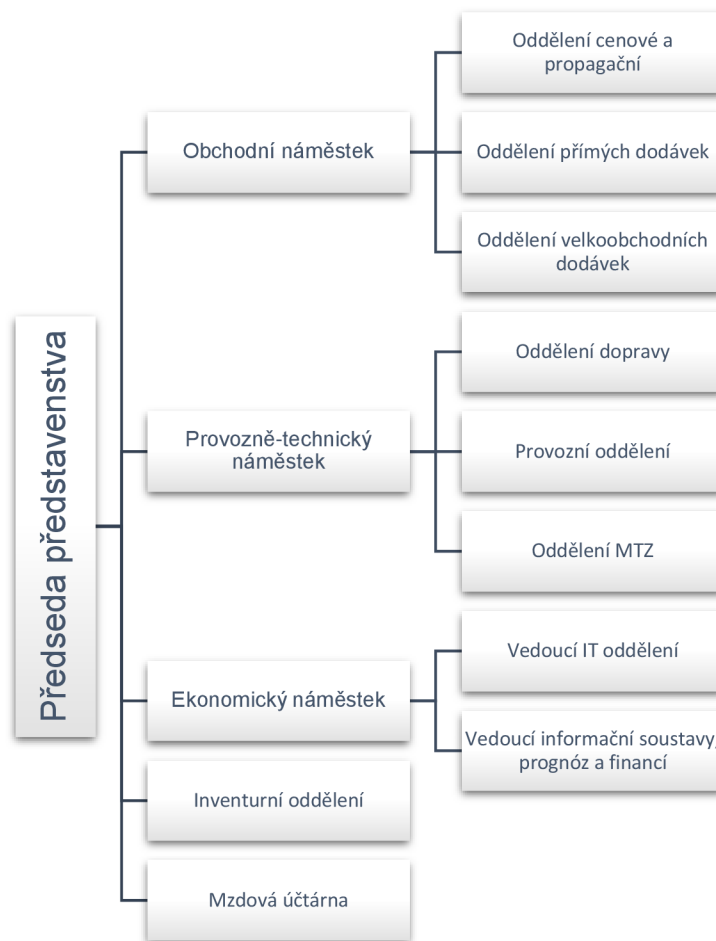 Předseda představenstva
Obchodní náměstek
Oddělení cenové a
propagační
Oddělení přímých dodávek
Oddělení velkoobchodních
dodávek
Provozně-technický
náměstek
Oddělení dopravy
Provozní oddělení
Oddělení MTZ
Ekonomický náměstek
Vedoucí IT oddělení
Vedoucí informační soustavy,
prognóz a financí
Inventurní oddělení
Mzdová účtárna